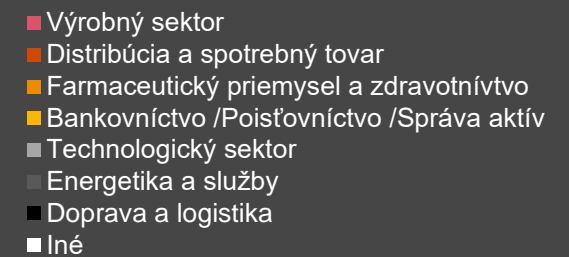 Výrobný sektor
Distribúcia a spotrebný tovar
Farmaceutický priemysel a zdravotnívtvo
Bankovníctvo /Poisťovníctvo /Správa aktív
Technologický sektor
Energetika a služby
Doprava a logistika
Iné